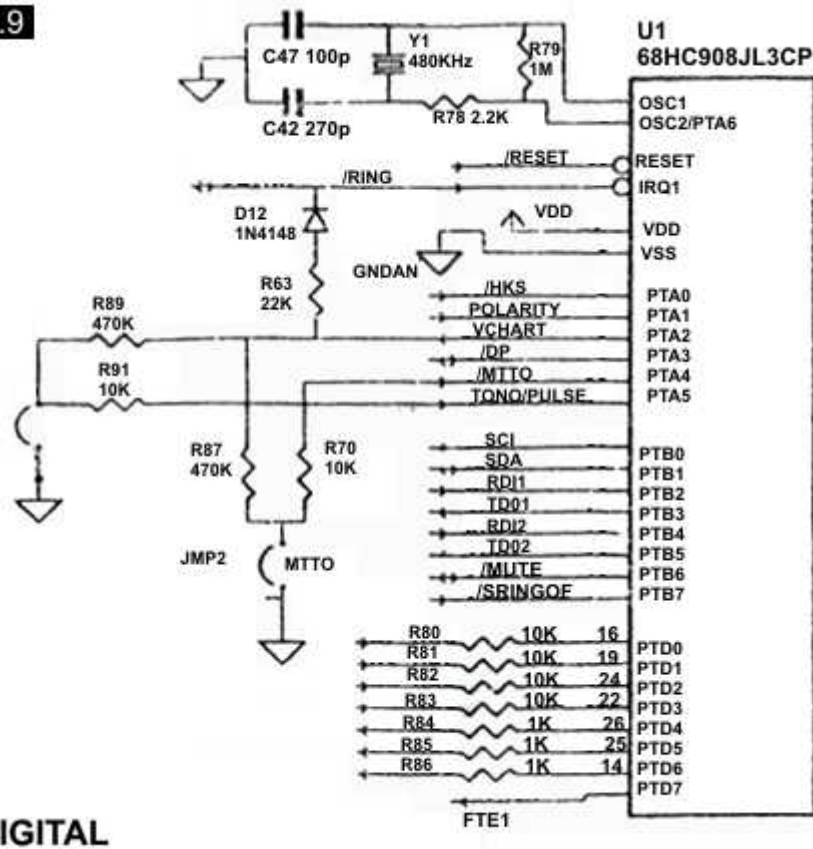 .9
C47 100p
Y1
480KHz
R79
1M
U1
68HC908JL3CP
C42 270p
R78 2.2K
OSC1
OSC2/PTA6
/RESET
RESET
/RING
IRQ1
D12
1N4148
VDD
VDD
VSS
R63
22K
GNDAN
/HKS
PTA0
POLARITY
PTA1
R89
470K
VCHART
PTA2
/DP
PTA3
R91
10K
/MTTO
PTA4
TONO/PULSE
PTA5
R87
470K
R70
10K
SCI
PTB0
SDA
PTB1
RDI1
PTB2
TD01
PTB3
RDI2
PTB4
TD02
PTB5
JMP2
MTTO
/MUTE
PTB6
/SRINGOF
PTB7
R80 10K 16 PTD0
R81 10K 19 PTD1
R82 10K 24 PTD2
R83 10K 22 PTD3
R84 1K 26 PTD4
R85 1K 25 PTD5
R86 1K 14 PTD6
PTD7
FTE1
IGITAL